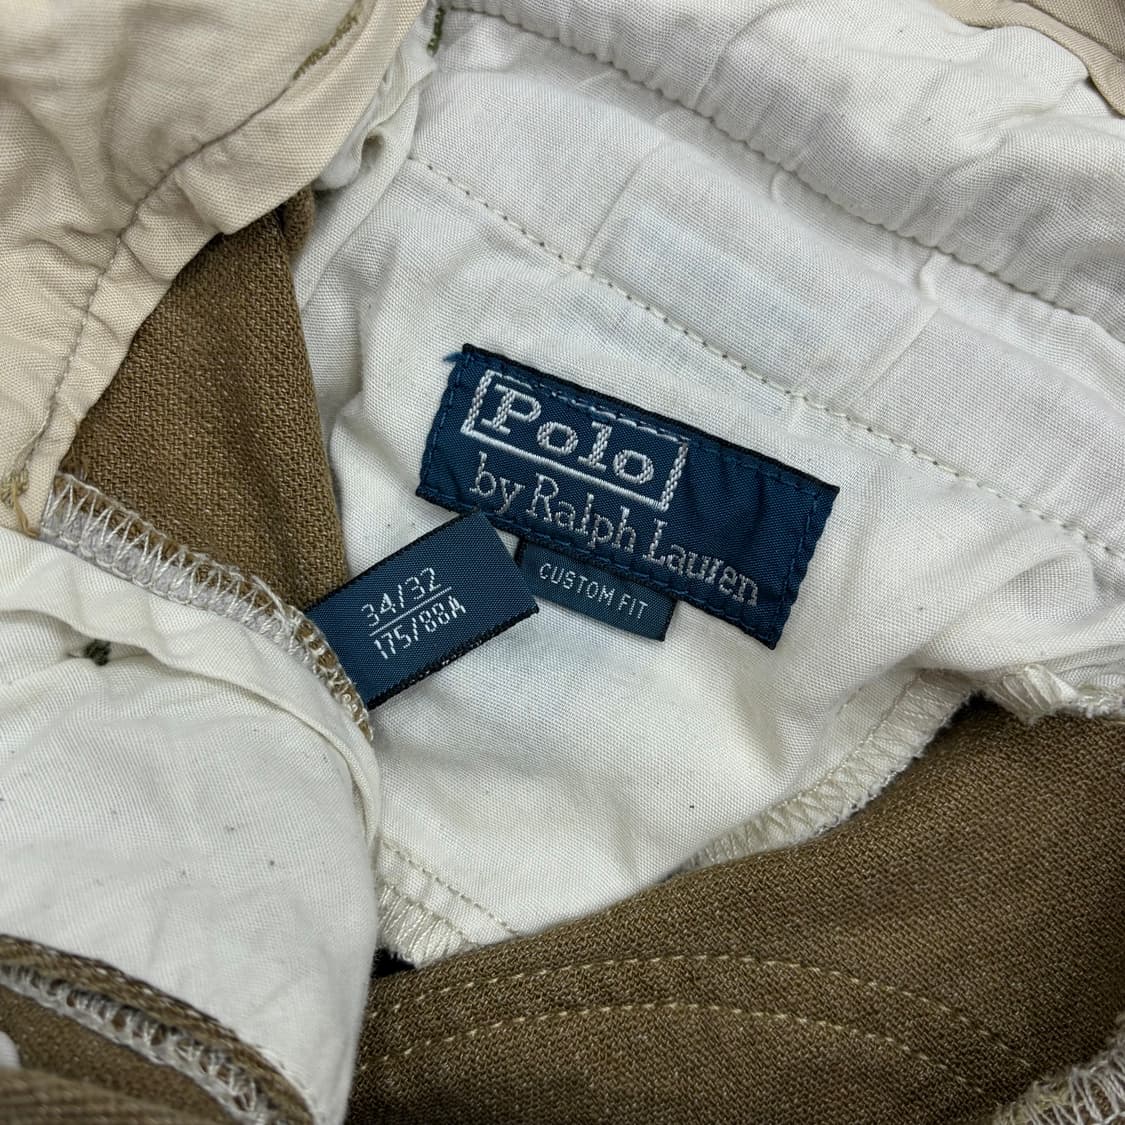 Polo
by Ralph Lauren
CUSTOM FIT
34/32
175/88A